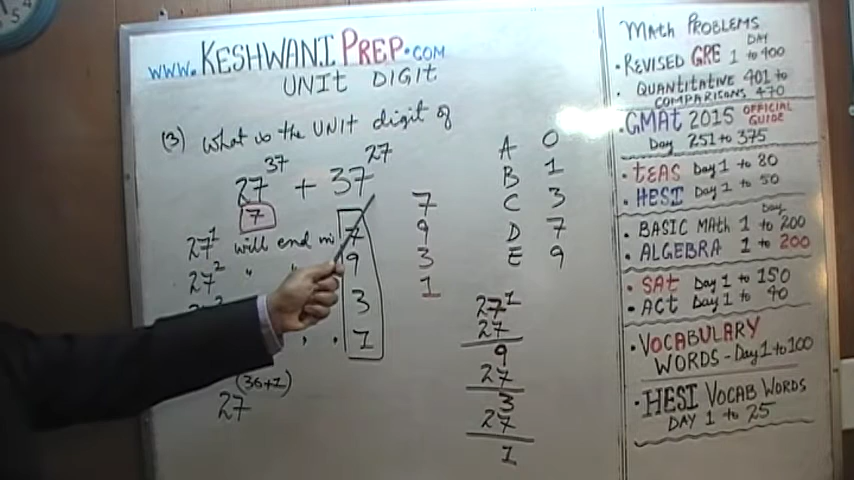 www.KESHWANIPREP.COM
UNIT DIGIT
(3) What is the UNIT digit of
27^37 + 37^27
7
27^1 will end in 7
27^2 " " 9
3
1
27^(36+1)
7
9
3
1
A 0
B 1
C 3
D 7
E 9
27^1
27
9
27
3
27
1
MATH PROBLEMS
• REVISED GRE DAY 1 to 400
• QUANTITATIVE 401 to
COMPARISONS 470
• GMAt 2015 OFFICIAL GUIDE
Day 251 to 375
• tEAS Day 1 to 80
• HESI Day 1 to 50
• BASIC MAth Day 1 to 200
• ALGEBRA 1 to 200
• SAt Day 1 to 150
• ACt Day 1 to 40
• VOCABULARY
WORDS - Day 1 to 100
• HESI VOCAB WORDS
DAY 1 to 25